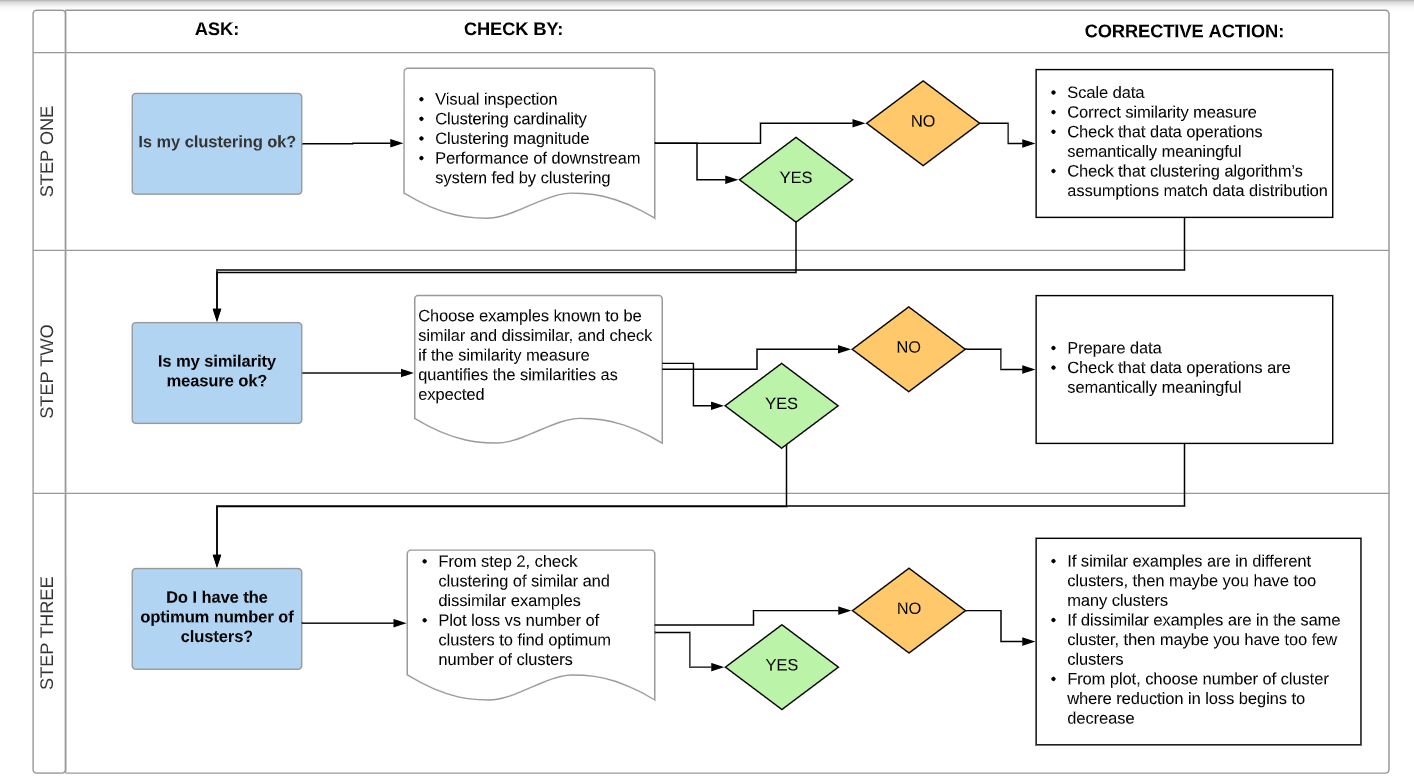 ASK:
CHECK BY:
CORRECTIVE ACTION:
STEP ONE
Is my clustering ok?
• Visual inspection
• Clustering cardinality
• Clustering magnitude
• Performance of downstream
system fed by clustering
NO
YES
• Scale data
• Correct similarity measure
• Check that data operations
semantically meaningful
• Check that clustering algorithm's
assumptions match data distribution
STEP TWO
Is my similarity
measure ok?
Choose examples known to be
similar and dissimilar, and check
if the similarity measure
quantifies the similarities as
expected
NO
YES
• Prepare data
• Check that data operations are
semantically meaningful
STEP THREE
Do I have the
optimum number of
clusters?
• From step 2, check
clustering of similar and
dissimilar examples
• Plot loss vs number of
clusters to find optimum
number of clusters
NO
YES
• If similar examples are in different
clusters, then maybe you have too
many clusters
• If dissimilar examples are in the same
cluster, then maybe you have too few
clusters
• From plot, choose number of cluster
where reduction in loss begins to
decrease